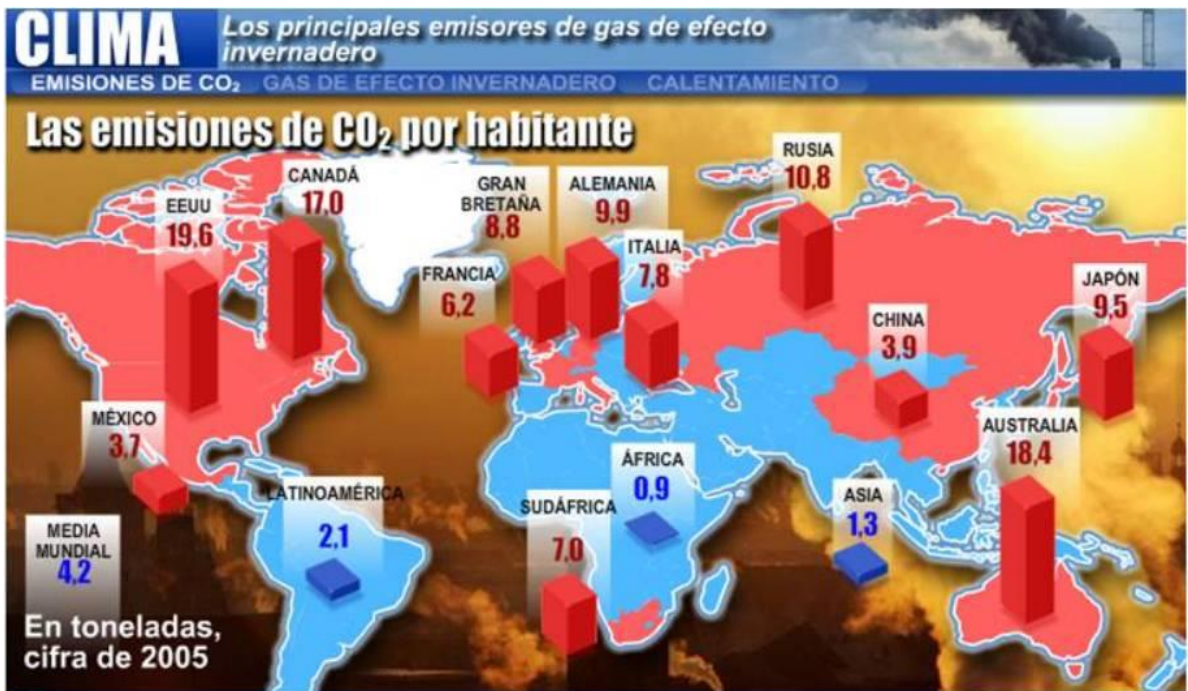 CLIMA
Los principales emisores de gas de efecto
invernadero
EMISIONES DE CO₂ GAS DE EFECTO INVERNADERO CALENTAMIENTO
Las emisiones de CO₂ por habitante
EEUU
19,6
CANADÁ
17,0
GRAN
BRETAÑA
8,8
ALEMANIA
9,9
RUSIA
10,8
FRANCIA
6,2
ITALIA
7,8
JAPÓN
9,5
CHINA
3,9
MÉXICO
3,7
AUSTRALIA
18,4
LATINOAMÉRICA
2,1
SUDÁFRICA
7.0
ÁFRICA
0,9
ASIA
1,3
MEDIA
MUNDIAL
4,2
En toneladas,
cifra de 2005